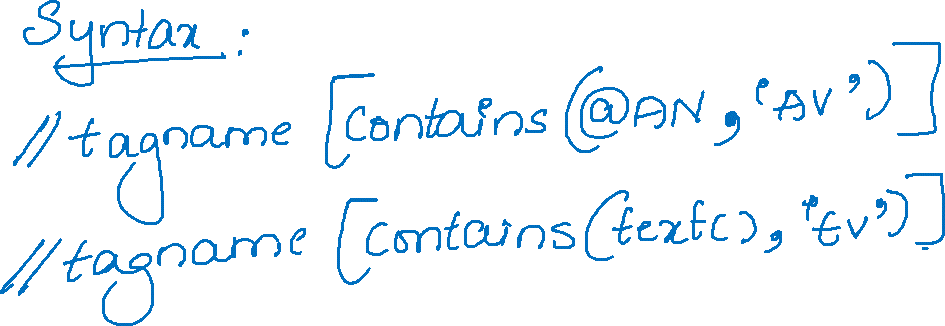 Syntax :
//tagname [contains(@AN, 'AV')]
//tagname [contains(text(), 'tv')]